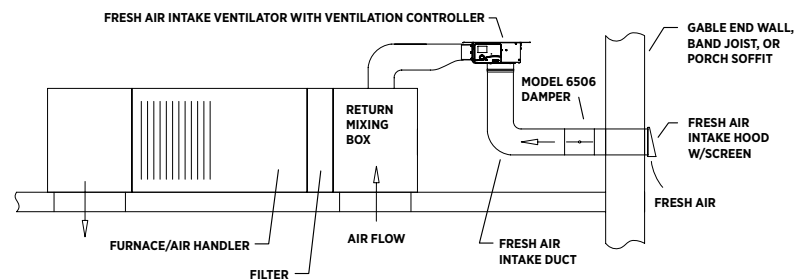 FRESH AIR INTAKE VENTILATOR WITH VENTILATION CONTROLLER
GABLE END WALL,
BAND JOIST, OR
PORCH SOFFIT
MODEL 6506
DAMPER
RETURN
MIXING
BOX
FRESH AIR
INTAKE HOOD
W/SCREEN
FRESH AIR
FURNACE/AIR HANDLER
AIR FLOW
FRESH AIR
INTAKE DUCT
FILTER